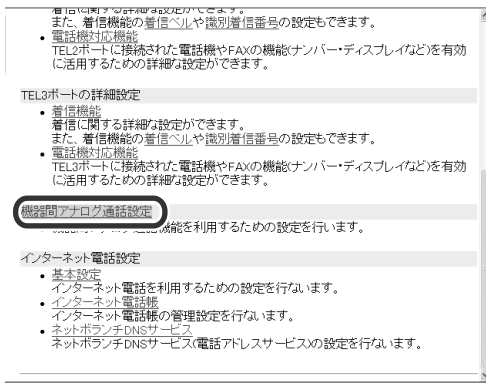 また、着信機能の着信ベルや識別着信番号の設定もできます。
• 電話機対応機能
TEL2ポートに接続された電話機やFAXの機能(ナンバー・ディスプレイなど)を有効
に活用するための詳細な設定ができます。
TEL3ポートの詳細設定
• 着信機能
着信に関する詳細な設定ができます。
また、着信機能の着信ベルや識別着信番号の設定もできます。
• 電話機対応機能
TEL3ポートに接続された電話機やFAXの機能(ナンバー・ディスプレイなど)を有効
に活用するための詳細な設定ができます。
機器間アナログ通話設定
機能を利用するための設定を行います。
インターネット電話設定
• 基本設定
インターネット電話を利用するための設定を行ないます。
• インターネット電話帳
インターネット電話帳の管理設定を行ないます。
• ネットボランチDNSサービス
ネットボランチDNSサービス(電話アドレスサービス)の設定を行ないます。